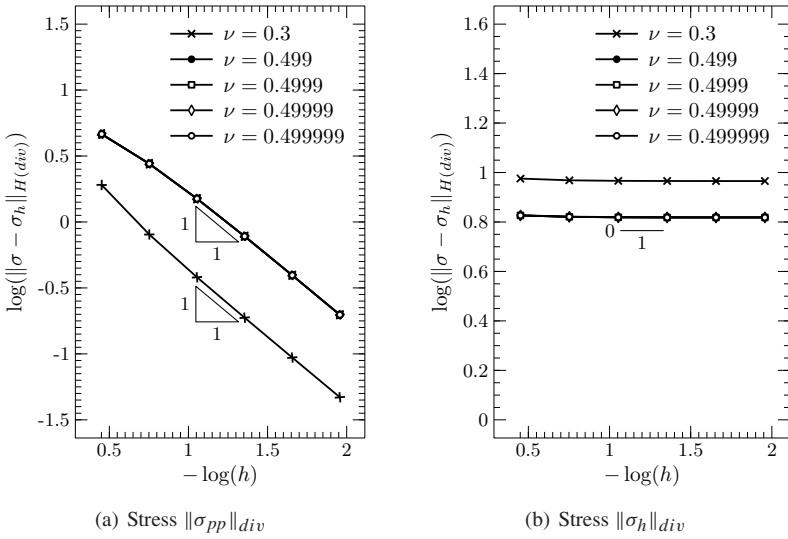 1.5
1
0.5
0
-0.5
-1
-1.5
0.5 1 1.5 2
log(‖σ − σ_h‖_{H(div)})
− log(h)
ν = 0.3
ν = 0.499
ν = 0.4999
ν = 0.49999
ν = 0.499999
1
1
1
1
(a) Stress ‖σ_{pp}‖_{div}
1.6
1.4
1.2
1
0.8
0.6
0.4
0.2
0
0.5 1 1.5 2
log(‖σ − σ_h‖_{H(div)})
− log(h)
ν = 0.3
ν = 0.499
ν = 0.4999
ν = 0.49999
ν = 0.499999
0
1
(b) Stress ‖σ_h‖_{div}